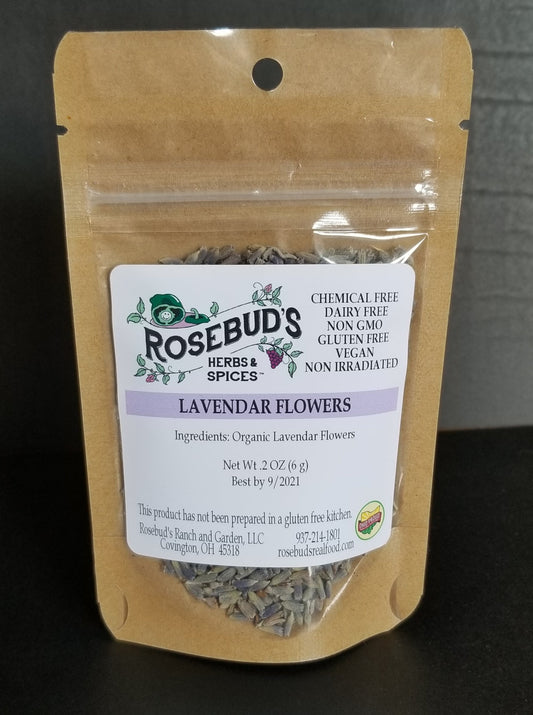 ROSEBUD'S
HERBS &
SPICES™
CHEMICAL FREE
DAIRY FREE
NON GMO
GLUTEN FREE
VEGAN
NON IRRADIATED
LAVENDAR FLOWERS
Ingredients: Organic Lavendar Flowers
Net Wt .2 OZ (6 g)
Best by 9/2021
This product has not been prepared in a gluten free kitchen.
Rosebud's Ranch and Garden, LLC
Covington, OH 45318
937-214-1801
rosebudsrealfood.com